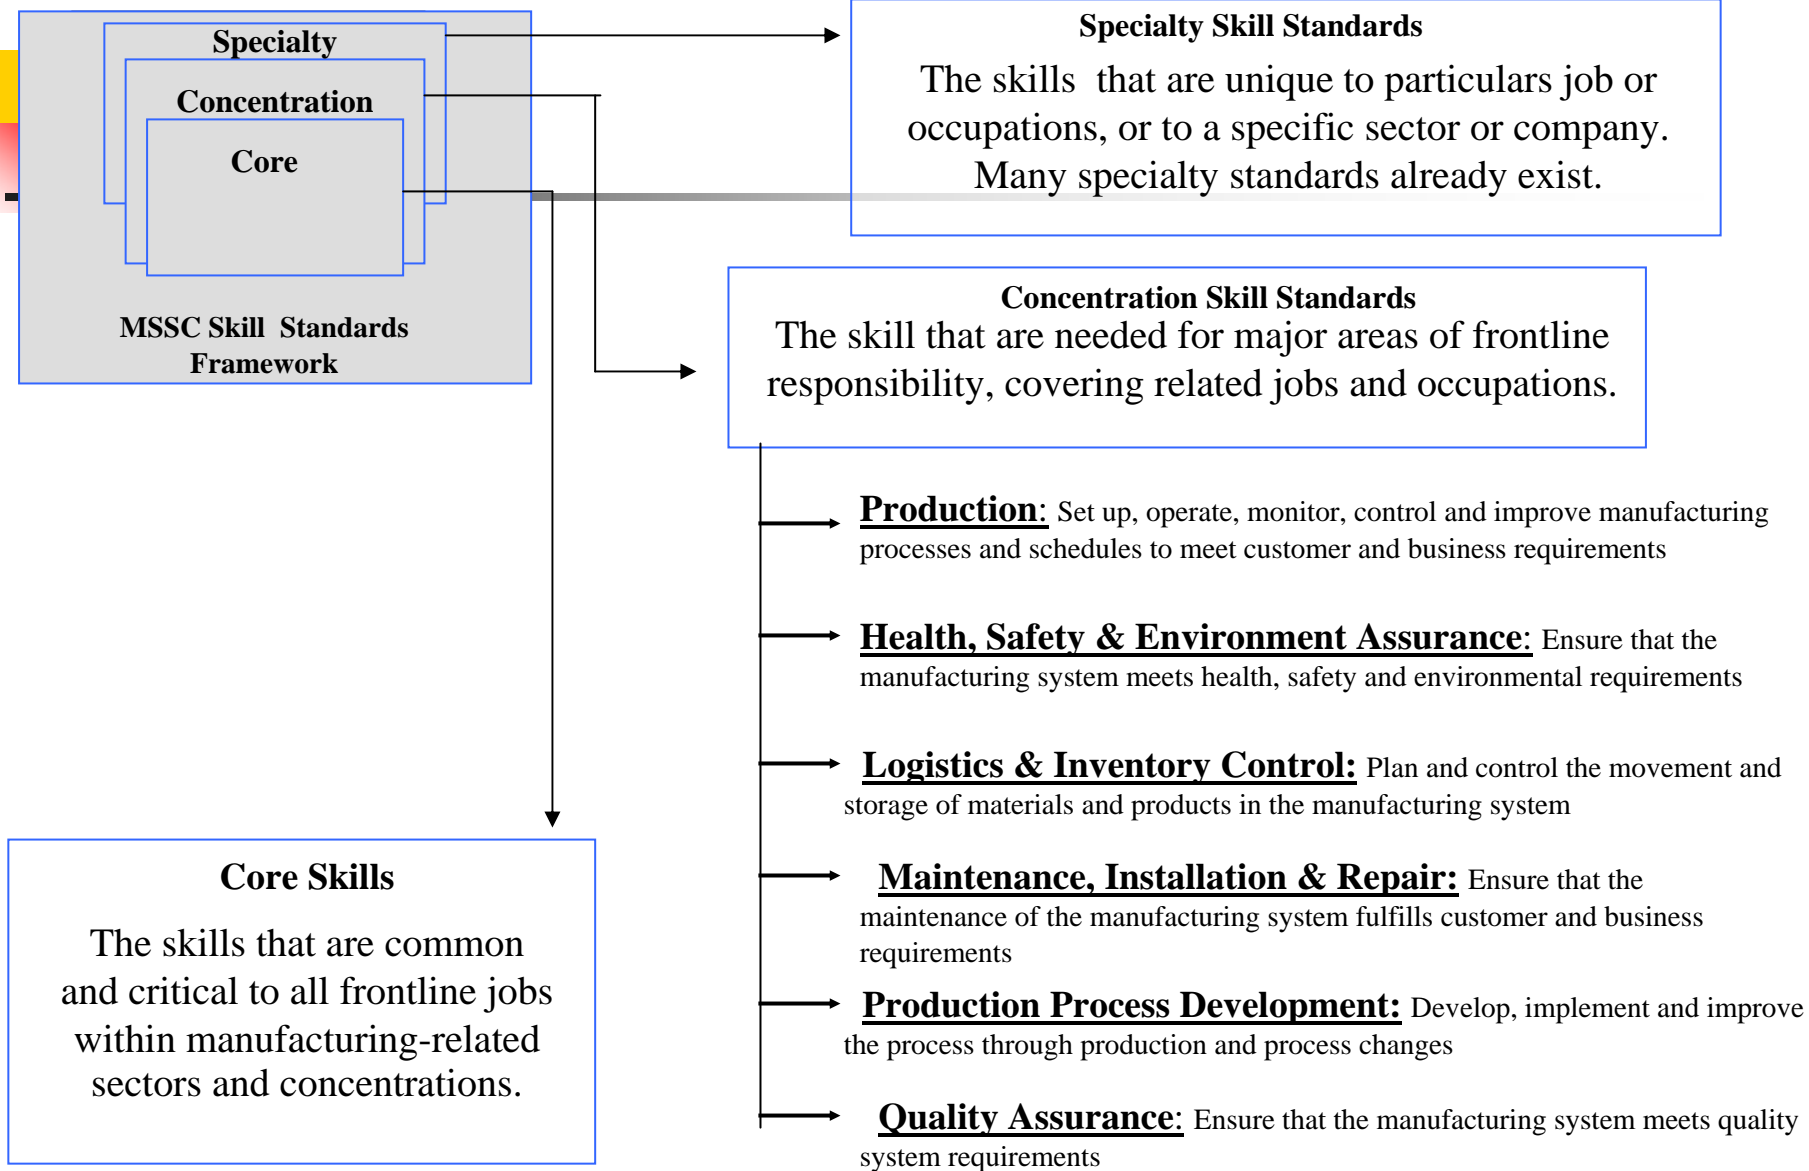 Specialty
Concentration
Core
MSSC Skill Standards
Framework
Specialty Skill Standards
The skills that are unique to particulars job or
occupations, or to a specific sector or company.
Many specialty standards already exist.
Concentration Skill Standards
The skill that are needed for major areas of frontline
responsibility, covering related jobs and occupations.
Production: Set up, operate, monitor, control and improve manufacturing
processes and schedules to meet customer and business requirements
Health, Safety & Environment Assurance: Ensure that the
manufacturing system meets health, safety and environmental requirements
Logistics & Inventory Control: Plan and control the movement and
storage of materials and products in the manufacturing system
Maintenance, Installation & Repair: Ensure that the
maintenance of the manufacturing system fulfills customer and business
requirements
Production Process Development: Develop, implement and improve
the process through production and process changes
Quality Assurance: Ensure that the manufacturing system meets quality
system requirements
Core Skills
The skills that are common
and critical to all frontline jobs
within manufacturing-related
sectors and concentrations.